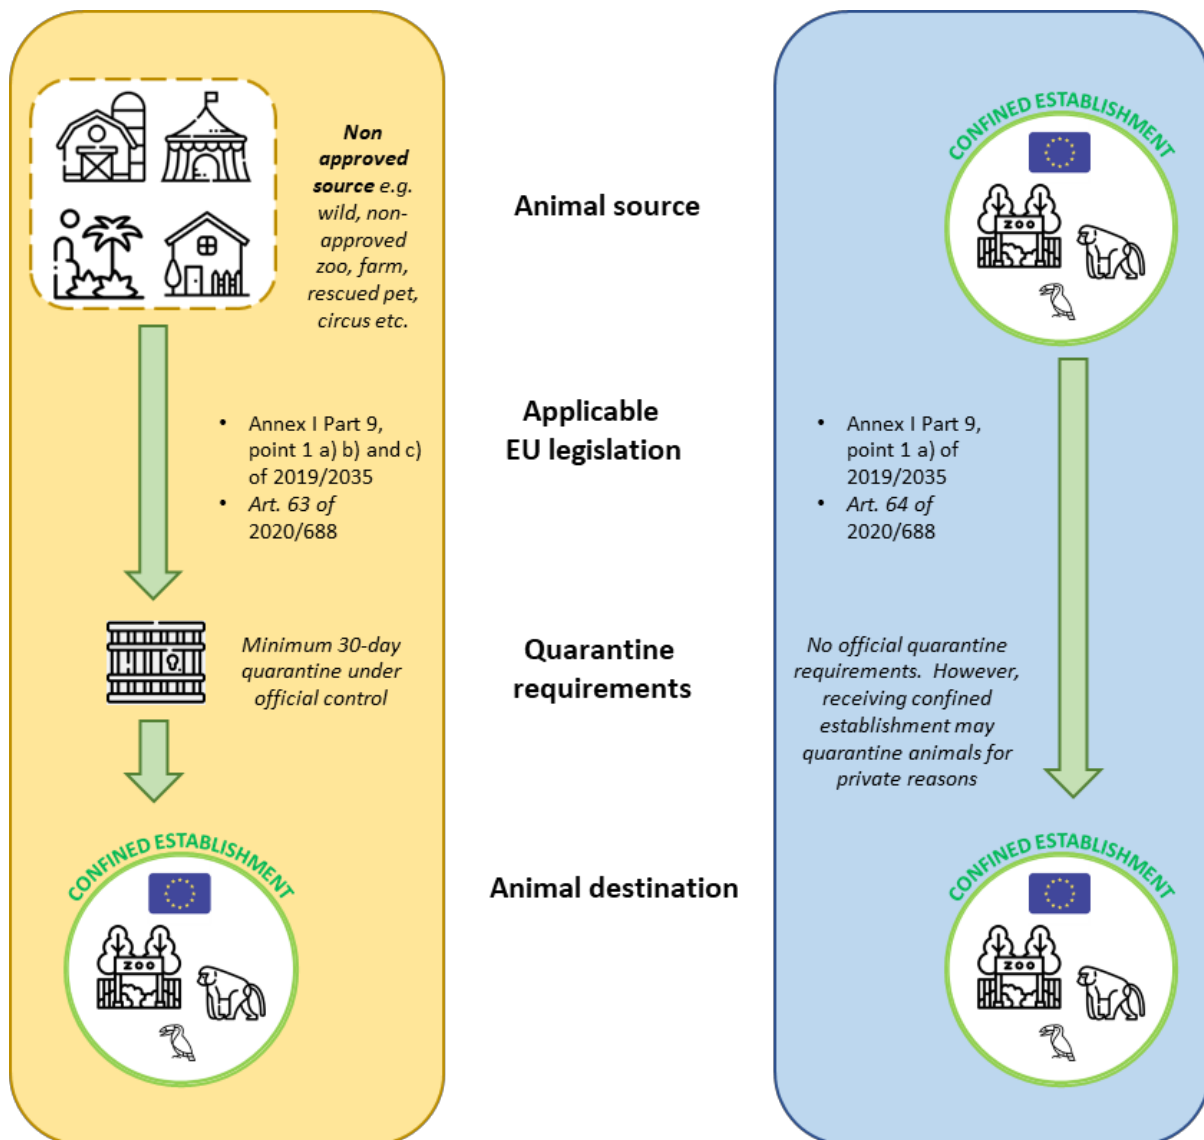 Non
approved
source e.g.
wild, non-
approved
zoo, farm,
rescued pet,
circus etc.
Animal source
CONFINED ESTABLISHMENT
ZOO
• Annex I Part 9,
point 1 a) b) and c)
of 2019/2035
• Art. 63 of
2020/688
Applicable
EU legislation
• Annex I Part 9,
point 1 a) of
2019/2035
• Art. 64 of
2020/688
Minimum 30-day
quarantine under
official control
Quarantine
requirements
No official quarantine
requirements.  However,
receiving confined
establishment may
quarantine animals for
private reasons
CONFINED ESTABLISHMENT
ZOO
Animal destination
CONFINED ESTABLISHMENT
ZOO